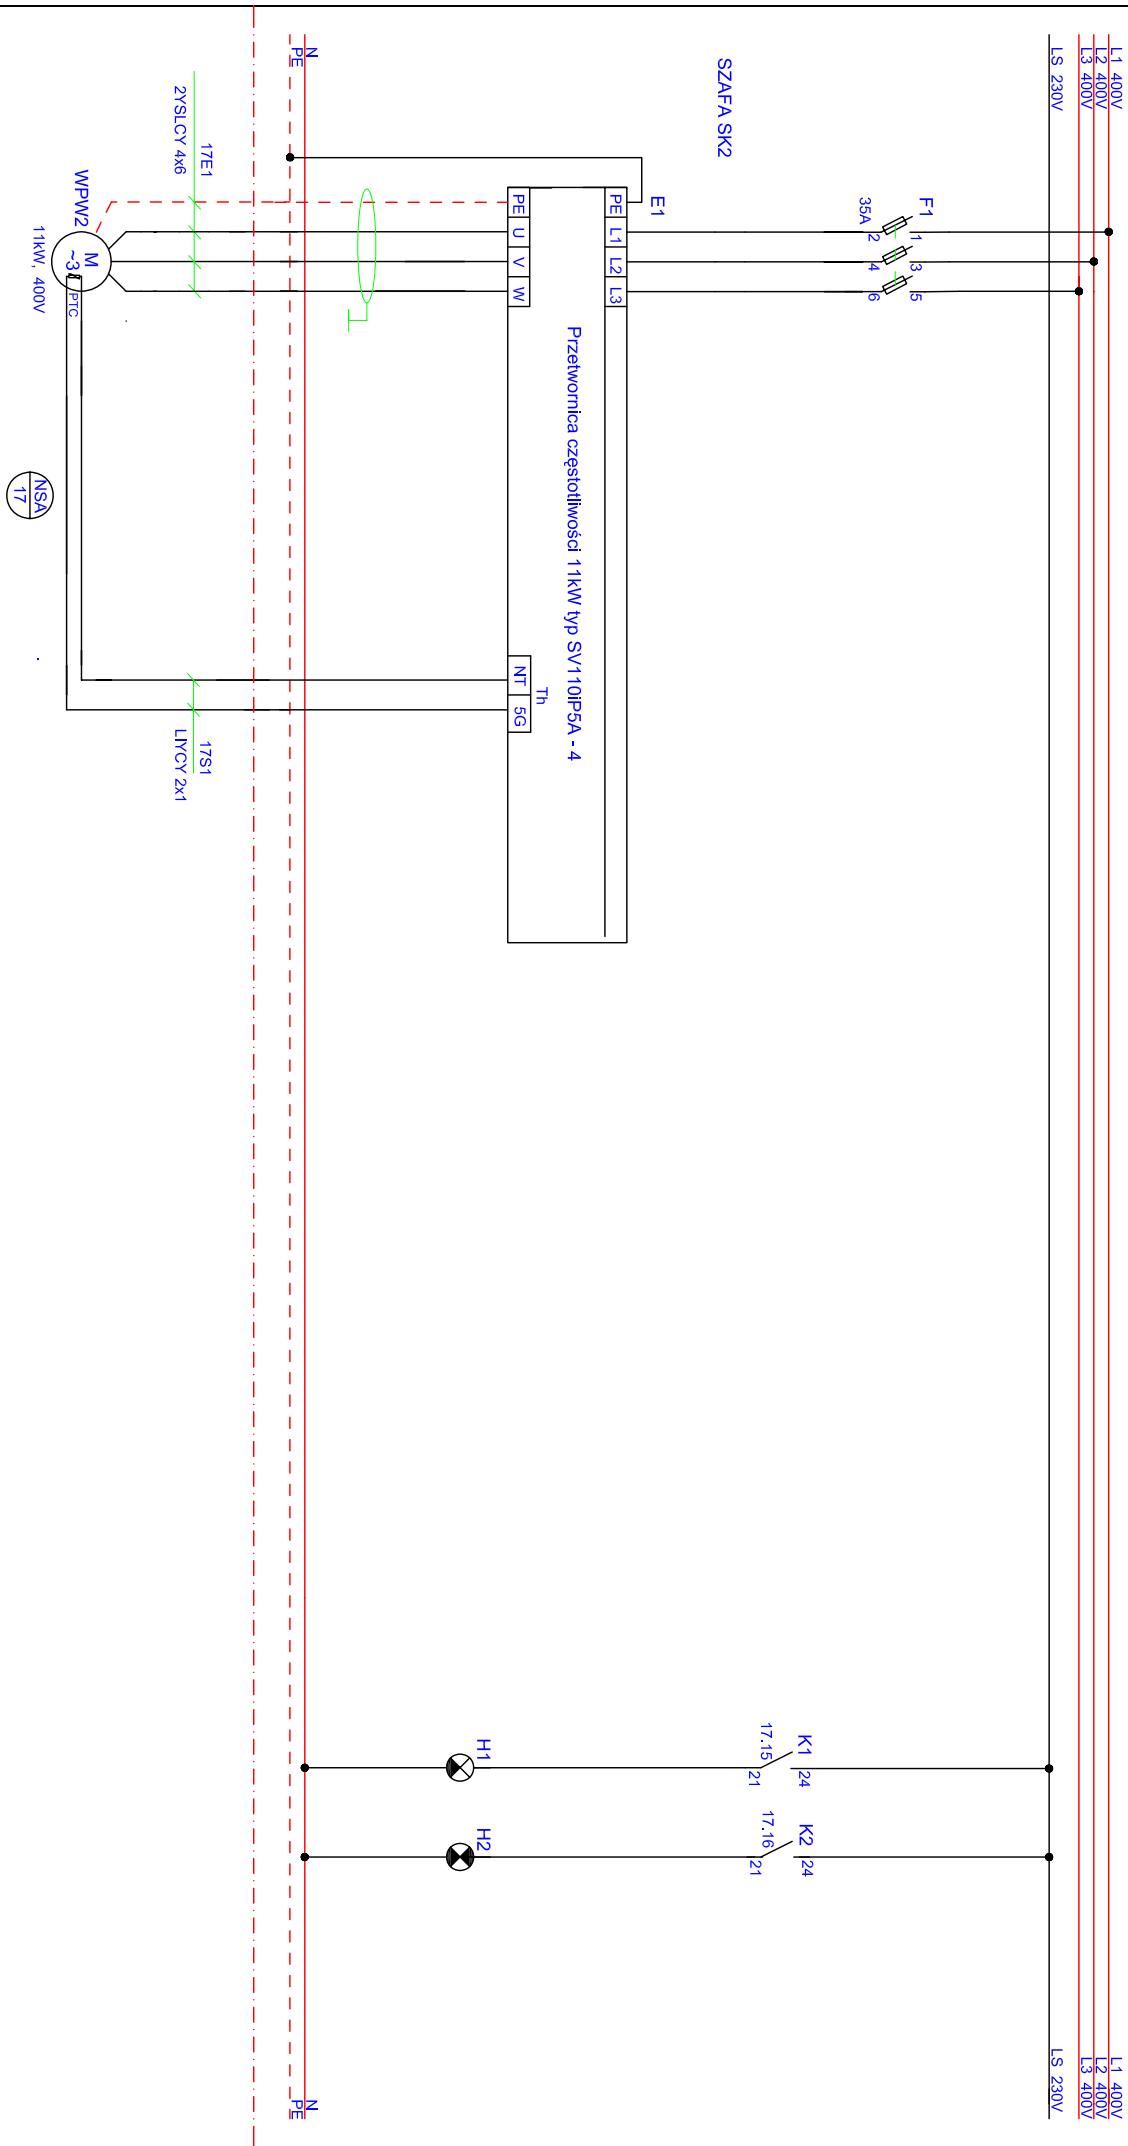 L1 400V
L2 400V
L3 400V
LS 230V
L1 400V
L2 400V
L3 400V
LS 230V
SZAFA SK2
F1
35A
1 3 5
2 4 6
E1
PE L1 L2 L3
Przetwornica częstotliwości 11kW typ SV110iP5A - 4
PE U V W
Th
NT 5G
K1
17.15
24
21
K2
17.16
24
21
H1
H2
N
PE
N
PE
17E1
2YSLCY 4x6
17S1
LIYCY 2x1
WPW2
M
~3
PTC
11kW, 400V
NSA
17